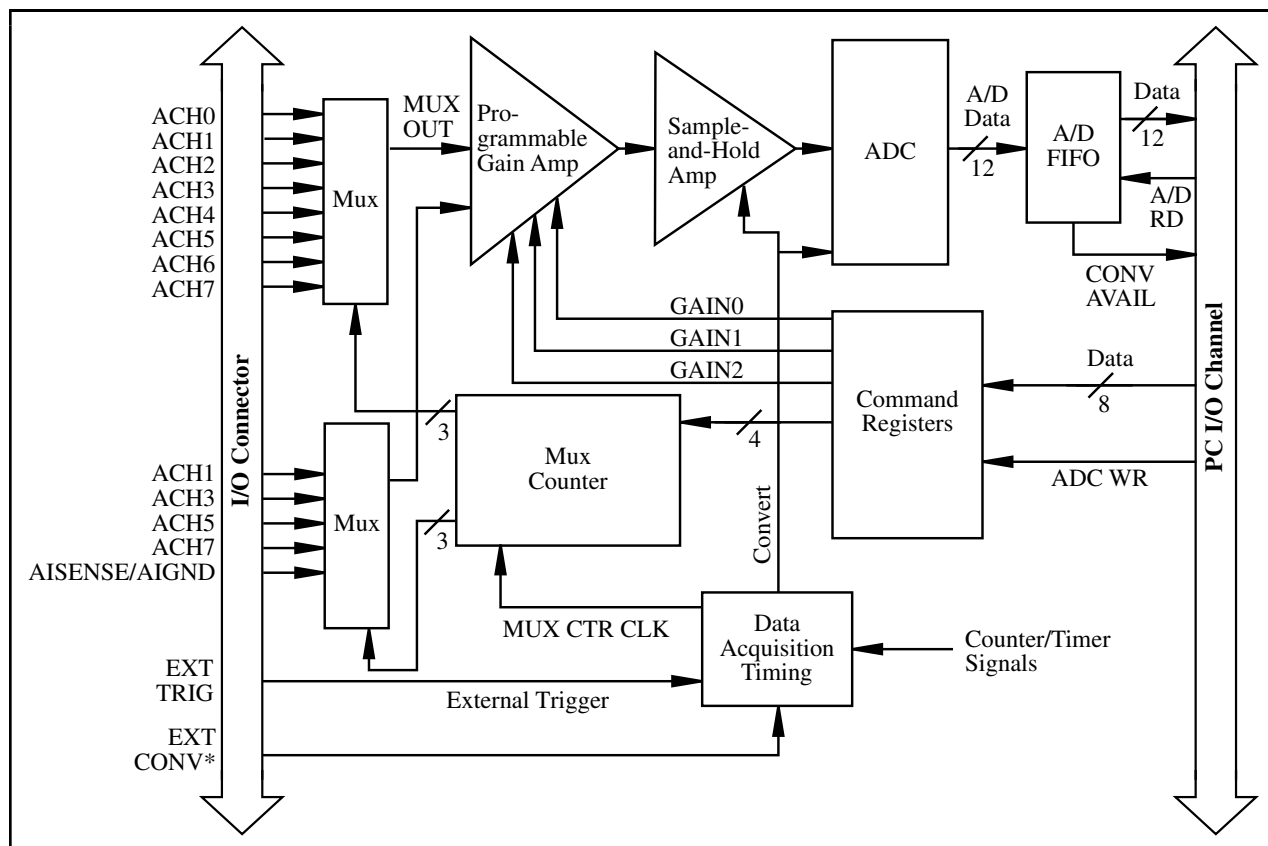 ACH0
ACH1
ACH2
ACH3
ACH4
ACH5
ACH6
ACH7
I/O Connector
Mux
MUX
OUT
Pro-
grammable
Gain Amp
Sample-
and-Hold
Amp
ADC
A/D
Data
12
A/D
FIFO
Data
12
A/D
RD
CONV
AVAIL
PC I/O Channel
GAIN0
GAIN1
GAIN2
Command
Registers
Data
8
ADC WR
4
3
Mux
Counter
3
ACH1
ACH3
ACH5
ACH7
AISENSE/AIGND
Mux
Convert
MUX CTR CLK
Data
Acquisition
Timing
Counter/Timer
Signals
EXT
TRIG
External Trigger
EXT
CONV*